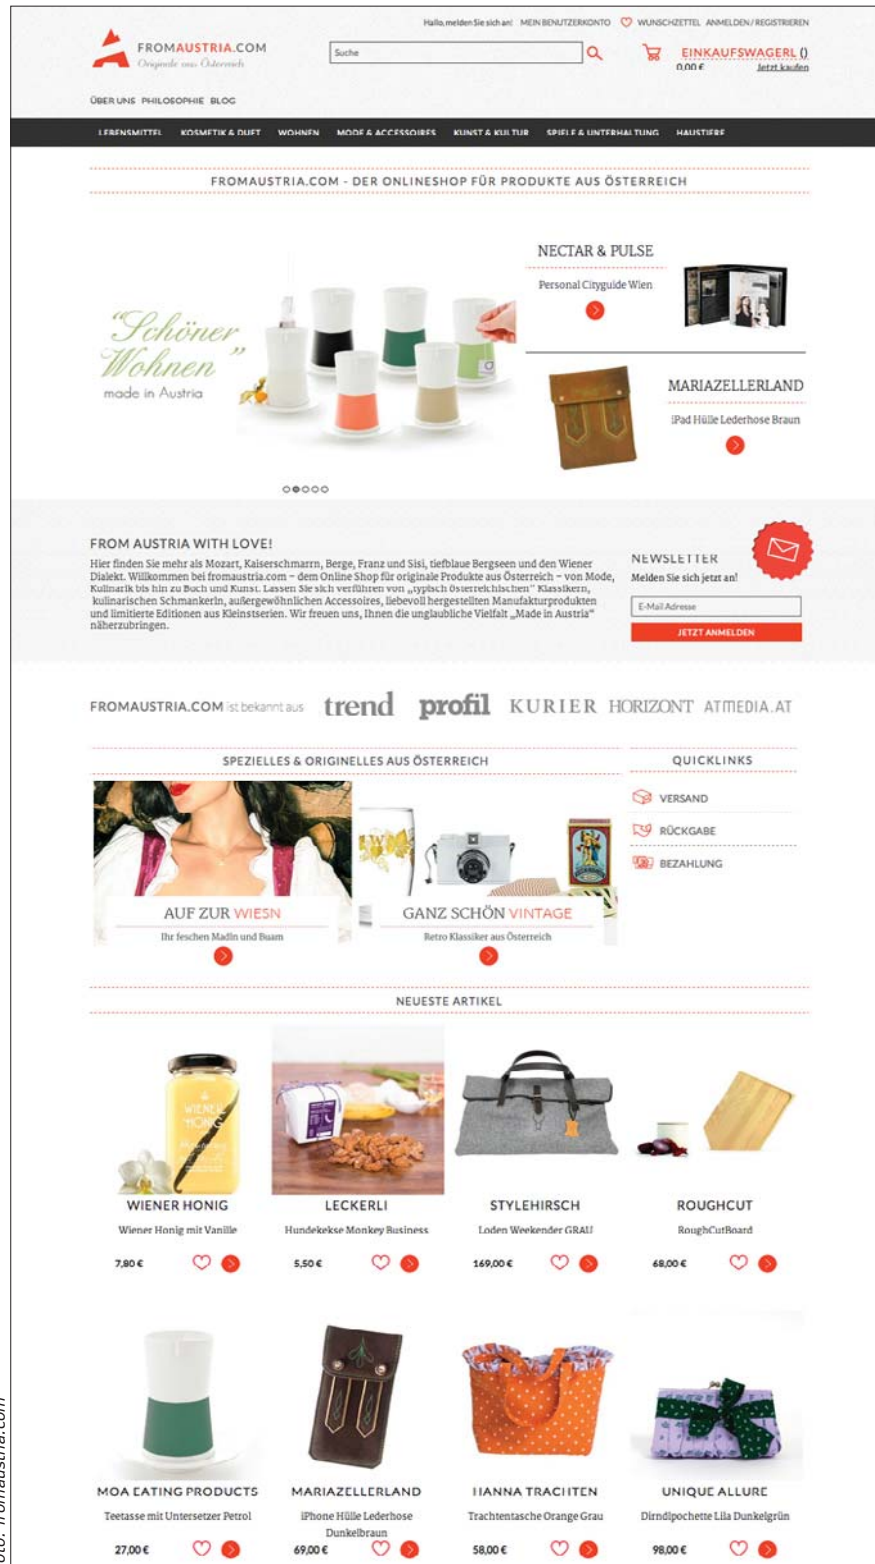 Hallo, melden Sie sich an! MEIN BENUTZERKONTO WUNSCHZETTEL ANMELDEN / REGISTRIEREN
FROMAUSTRIA.COM
Originale aus Österreich
Suche
EINKAUFSWAGERL ()
0,00 € Jetzt kaufen
ÜBER UNS PHILOSOPHIE BLOG
LEBENSMITTEL KOSMETIK & DUFT WOHNEN MODE & ACCESSOIRES KUNST & KULTUR SPIELE & UNTERHALTUNG HAUSTIERE
FROMAUSTRIA.COM - DER ONLINESHOP FÜR PRODUKTE AUS ÖSTERREICH
"Schöner
Wohnen"
made in Austria
NECTAR & PULSE
Personal Cityguide Wien
MARIAZELLERLAND
iPad Hülle Lederhose Braun
FROM AUSTRIA WITH LOVE!
Hier finden Sie mehr als Mozart, Kaiserschmarrn, Berge, Franz und Sisi, tiefblaue Bergseen und den Wiener
Dialekt. Willkommen bei fromaustria.com – dem Online Shop für originale Produkte aus Österreich – von Mode,
Kulinarik bis hin zu Buch und Kunst. Lassen Sie sich verführen von „typisch österreichischen" Klassikern,
kulinarischen Schmankerln, außergewöhnlichen Accessoires, liebevoll hergestellten Manufakturprodukten
und limitierte Editionen aus Kleinstserien. Wir freuen uns, Ihnen die unglaubliche Vielfalt „Made in Austria"
näherzubringen.
NEWSLETTER
Melden Sie sich jetzt an!
E-Mail Adresse
JETZT ANMELDEN
FROMAUSTRIA.COM ist bekannt aus trend profil KURIER HORIZONT ATMEDIA.AT
SPEZIELLES & ORIGINELLES AUS ÖSTERREICH
AUF ZUR WIESN
Ihr feschen Madln und Buam
GANZ SCHÖN VINTAGE
Retro Klassiker aus Österreich
QUICKLINKS
VERSAND
RÜCKGABE
BEZAHLUNG
NEUESTE ARTIKEL
WIENER
HONIG
WIENER HONIG LECKERLI STYLEHIRSCH ROUGHCUT
Wiener Honig mit Vanille Hundekekse Monkey Business Loden Weekender GRAU RoughCutBoard
7,80 € 5,50 € 169,00 € 68,00 €
MOA EATING PRODUCTS MARIAZELLERLAND HANNA TRACHTEN UNIQUE ALLURE
Teetasse mit Untersetzer Petrol iPhone Hülle Lederhose Trachtentasche Orange Grau Dirndlpochette Lila Dunkelgrün
Dunkelbraun
27,00 € 69,00 € 58,00 € 98,00 €
fromaustria.com